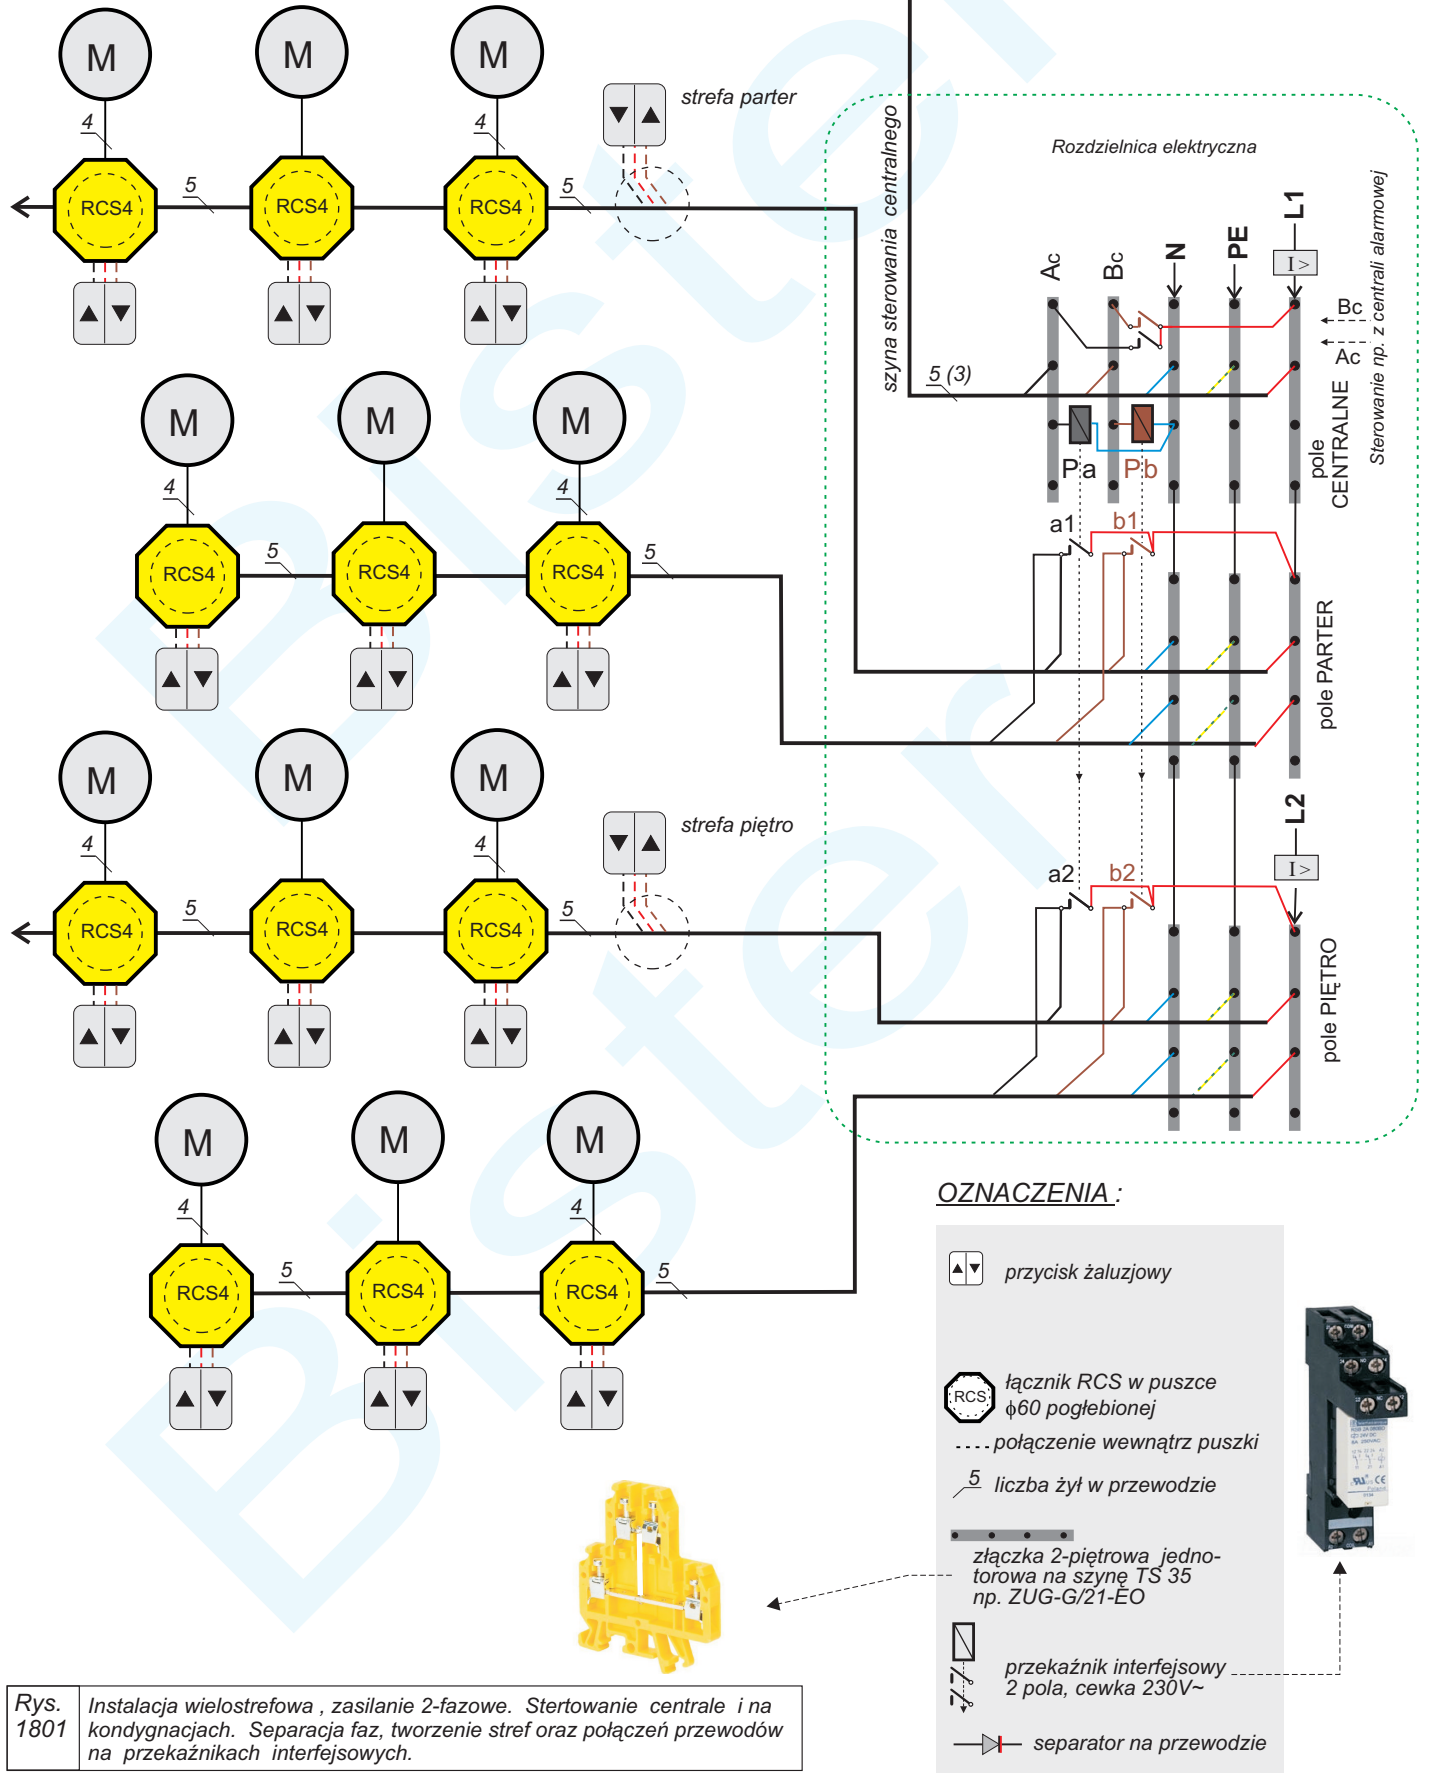 M
M
M
strefa parter
4
4
RCS4
RCS4
RCS4
5
5
szyna sterowania centralnego
Rozdzielnica elektryczna
Ac
Bc
N
PE
L1
I >
Bc
Ac
Sterowanie np. z centrali alarmowej
5 (3)
pole
CENTRALNE
Pa
Pb
M
M
M
4
4
RCS4
RCS4
RCS4
5
5
a1
b1
pole PARTER
M
M
M
strefa piętro
4
4
RCS4
RCS4
RCS4
5
5
L2
I >
a2
b2
pole PIĘTRO
M
M
M
4
4
RCS4
RCS4
RCS4
5
5
Bister
Bister
OZNACZENIA :
przycisk żaluzjowy
RCS
łącznik RCS w puszce
ϕ60 pogłebionej
połączenie wewnątrz puszki
5
liczba żył w przewodzie
złączka 2-piętrowa jedno-
torowa na szynę TS 35
np. ZUG-G/21-EO
przekaźnik interfejsowy
2 pola, cewka 230V~
separator na przewodzie
Rys.
1801
Instalacja wielostrefowa , zasilanie 2-fazowe. Stertowanie centrale i na
kondygnacjach. Separacja faz, tworzenie stref oraz połączeń przewodów
na przekaźnikach interfejsowych.